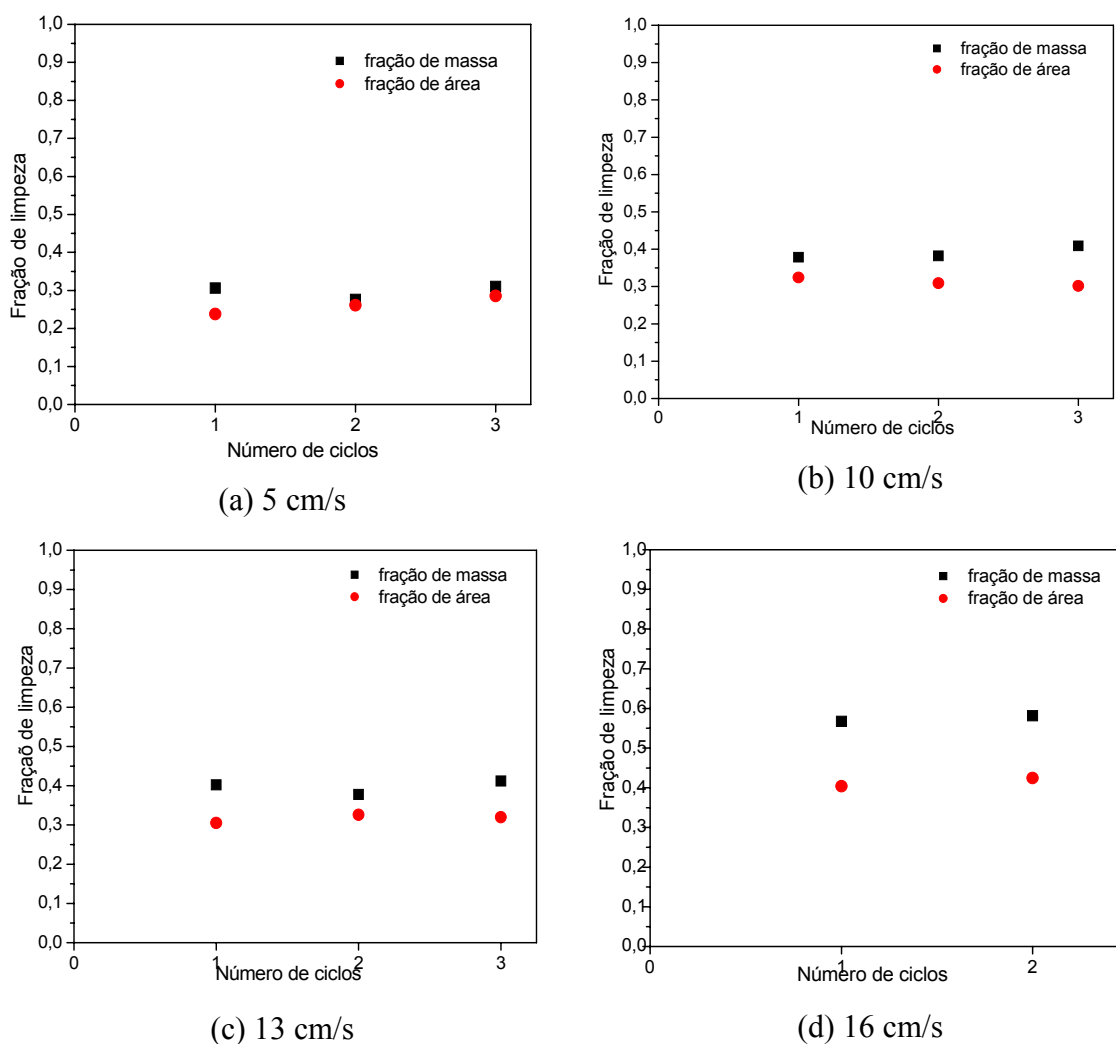 1,0
0,9
0,8
0,7
0,6
0,5
0,4
0,3
0,2
0,1
0,0
Fração de limpeza
fração de massa
fração de área
0
1
2
3
Número de ciclos
(a) 5 cm/s
1,0
0,9
0,8
0,7
0,6
0,5
0,4
0,3
0,2
0,1
0,0
Fração de limpeza
fração de massa
fração de área
0
1
2
3
Número de ciclos
(b) 10 cm/s
1,0
0,9
0,8
0,7
0,6
0,5
0,4
0,3
0,2
0,1
0,0
Fraçaõ de limpeza
fração de massa
fração de área
0
1
2
3
Número de ciclos
(c) 13 cm/s
1,0
0,9
0,8
0,7
0,6
0,5
0,4
0,3
0,2
0,1
0,0
Fração de limpeza
fração de massa
fração de área
0
1
2
Número de ciclos
(d) 16 cm/s